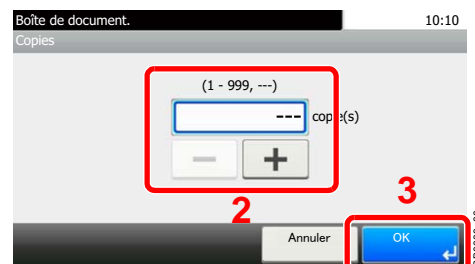 Boîte de document.
10:10
Copies
(1 - 999, ---)
--- copie(s)
2
3
Annuler
OK